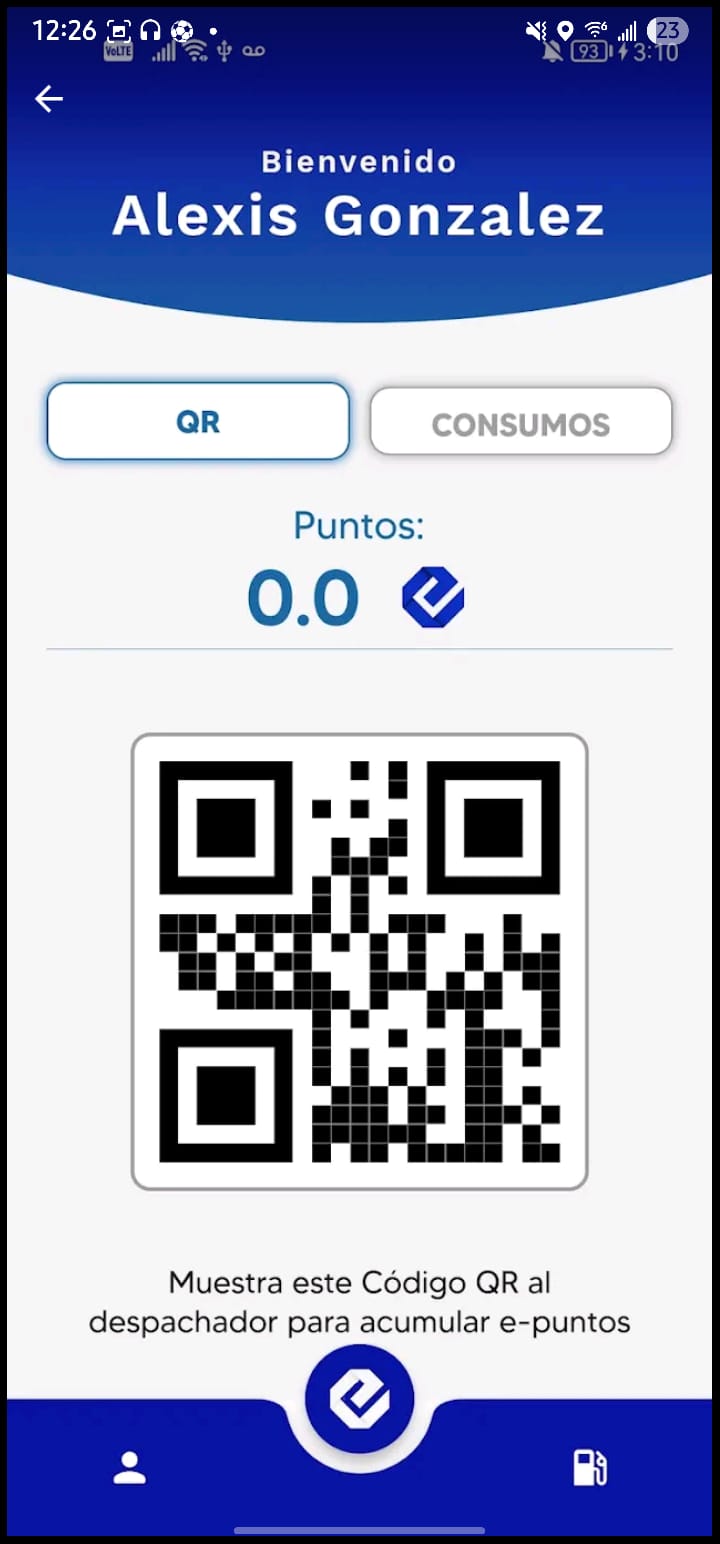 12:26
23
VoLTE
93
3:10
Bienvenido
Alexis Gonzalez
QR
CONSUMOS
Puntos:
0.0
Muestra este Código QR al
despachador para acumular e-puntos